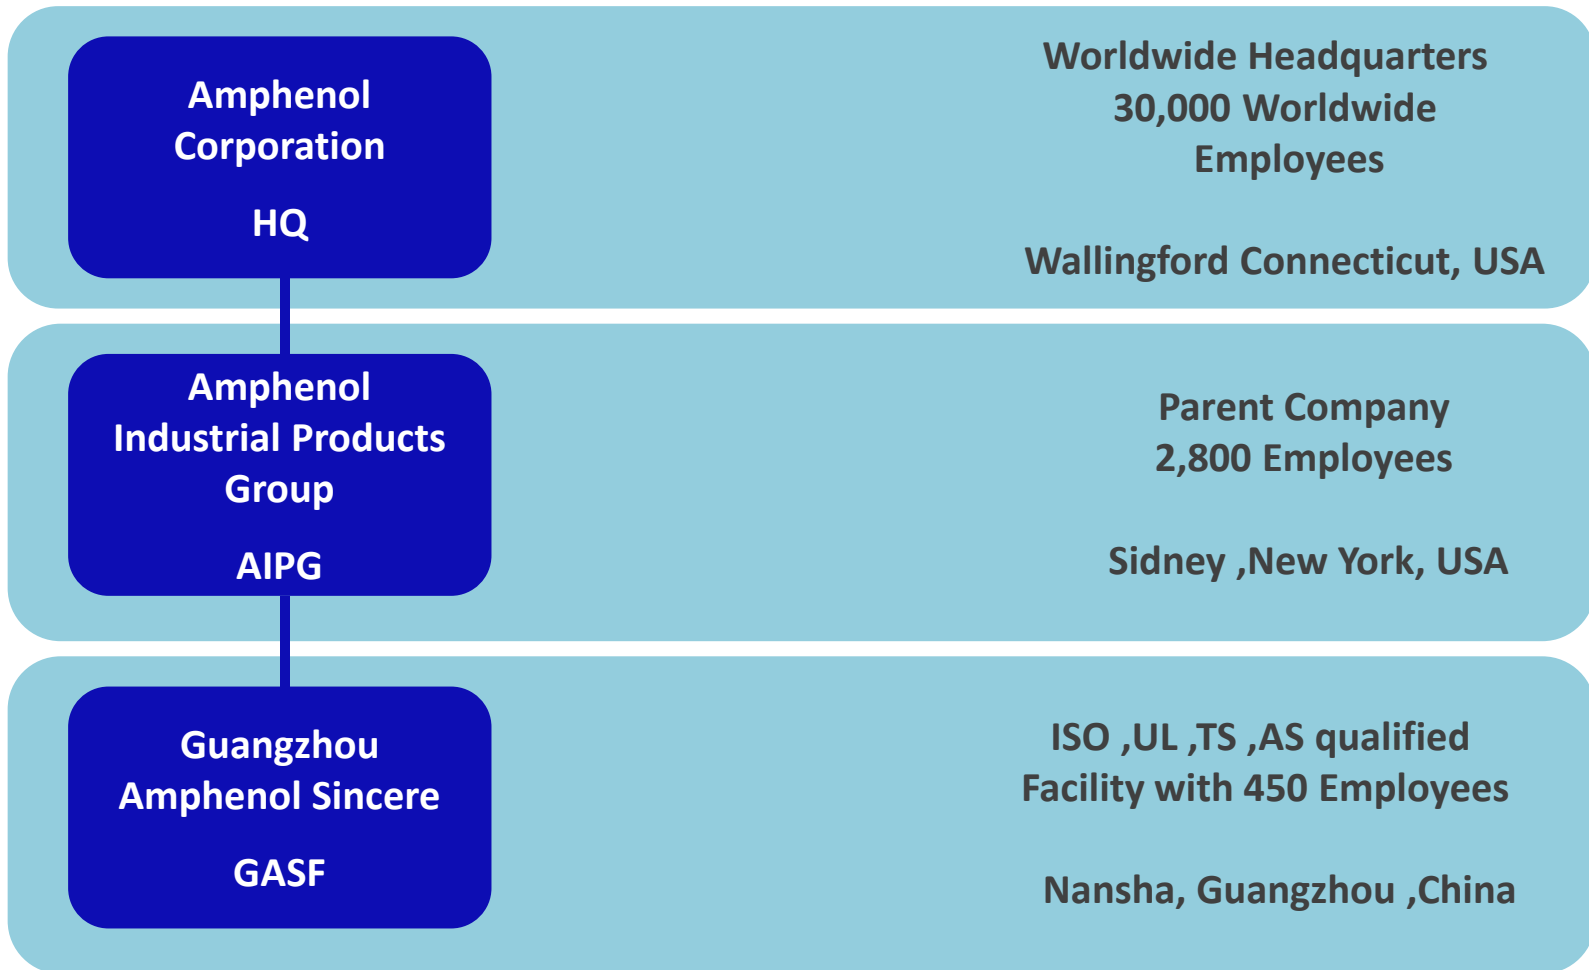 Amphenol
Corporation
HQ
Worldwide Headquarters
30,000 Worldwide
Employees
Wallingford Connecticut, USA
Amphenol
Industrial Products
Group
AIPG
Parent Company
2,800 Employees
Sidney ,New York, USA
Guangzhou
Amphenol Sincere
GASF
ISO ,UL ,TS ,AS qualified
Facility with 450 Employees
Nansha, Guangzhou ,China